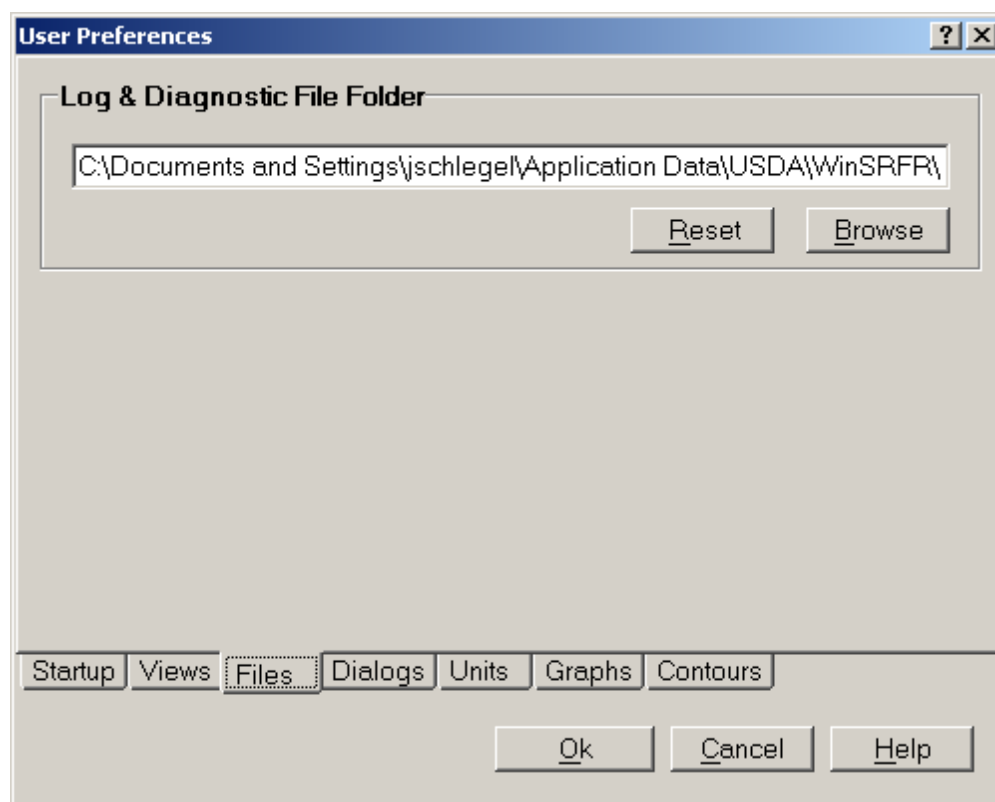 User Preferences
Log & Diagnostic File Folder
C:\Documents and Settings\jschlegel\Application Data\USDA\WinSRFR\
Reset Browse
Startup Views Files Dialogs Units Graphs Contours
Ok Cancel Help